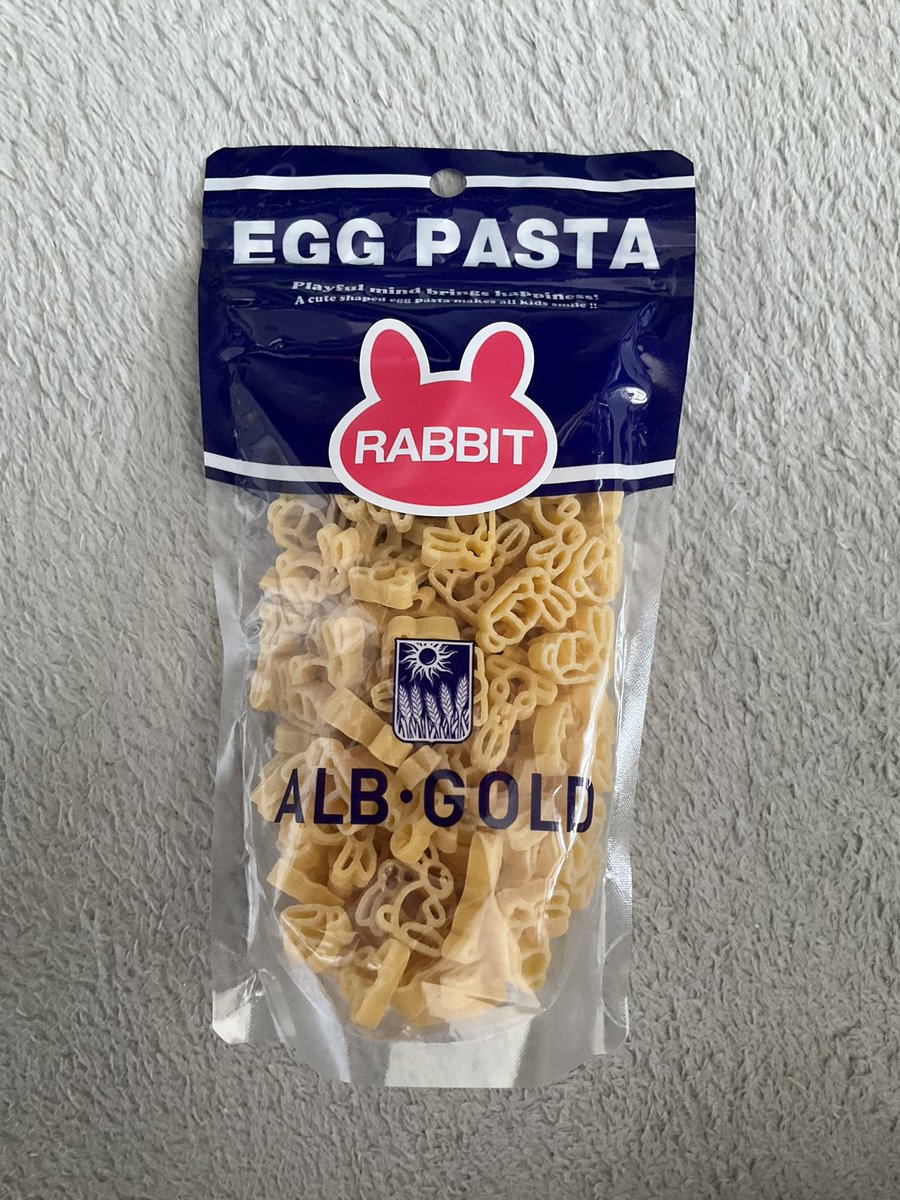 EGG PASTA
Playful mind brings happiness!
A cute shaped egg pasta makes all kids smile !!
RABBIT
ALB·GOLD